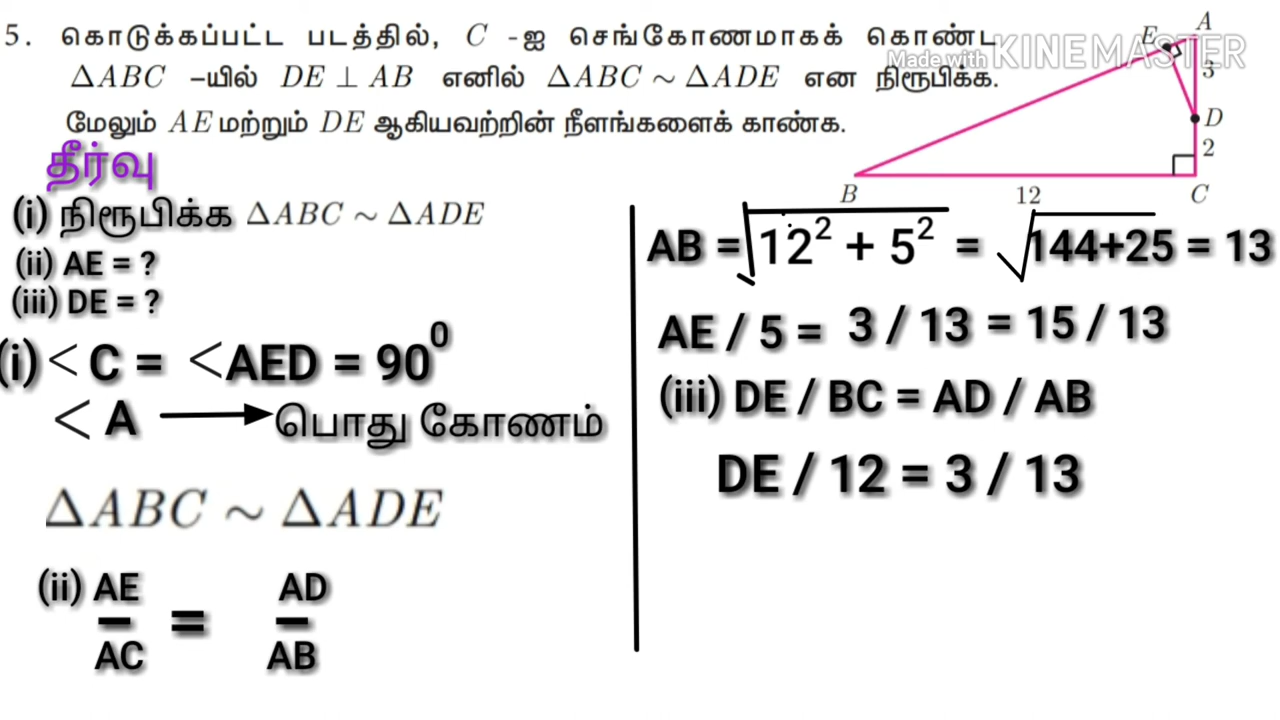 5. கொடுக்கப்பட்ட படத்தில், C -ஐ செங்கோணமாகக் கொண்ட
ΔABC –யில் DE ⊥ AB எனில் ΔABC ~ ΔADE என நிரூபிக்க.
மேலும் AE மற்றும் DE ஆகியவற்றின் நீளங்களைக் காண்க.
Made with KINEMASTER
E A
3
D
2
B 12 C
தீர்வு
(i) நிரூபிக்க ΔABC ~ ΔADE
(ii) AE = ?
(iii) DE = ?
(i) < C = <AED = 90⁰
< A ⟶ பொது கோணம்
ΔABC ~ ΔADE
(ii) AE/AC = AD/AB
AB = √12² + 5² = √144+25 = 13
AE / 5 = 3 / 13 = 15 / 13
(iii) DE / BC = AD / AB
DE / 12 = 3 / 13